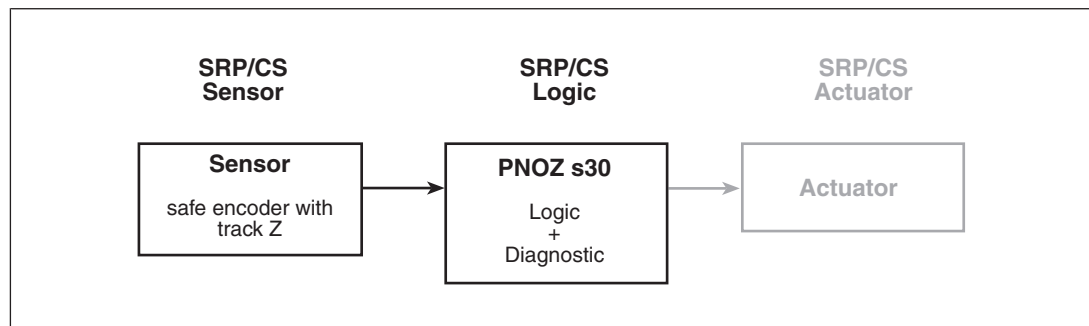 SRP/CS
Sensor
SRP/CS
Logic
SRP/CS
Actuator
Sensor
safe encoder with
track Z
PNOZ s30
Logic
+
Diagnostic
Actuator